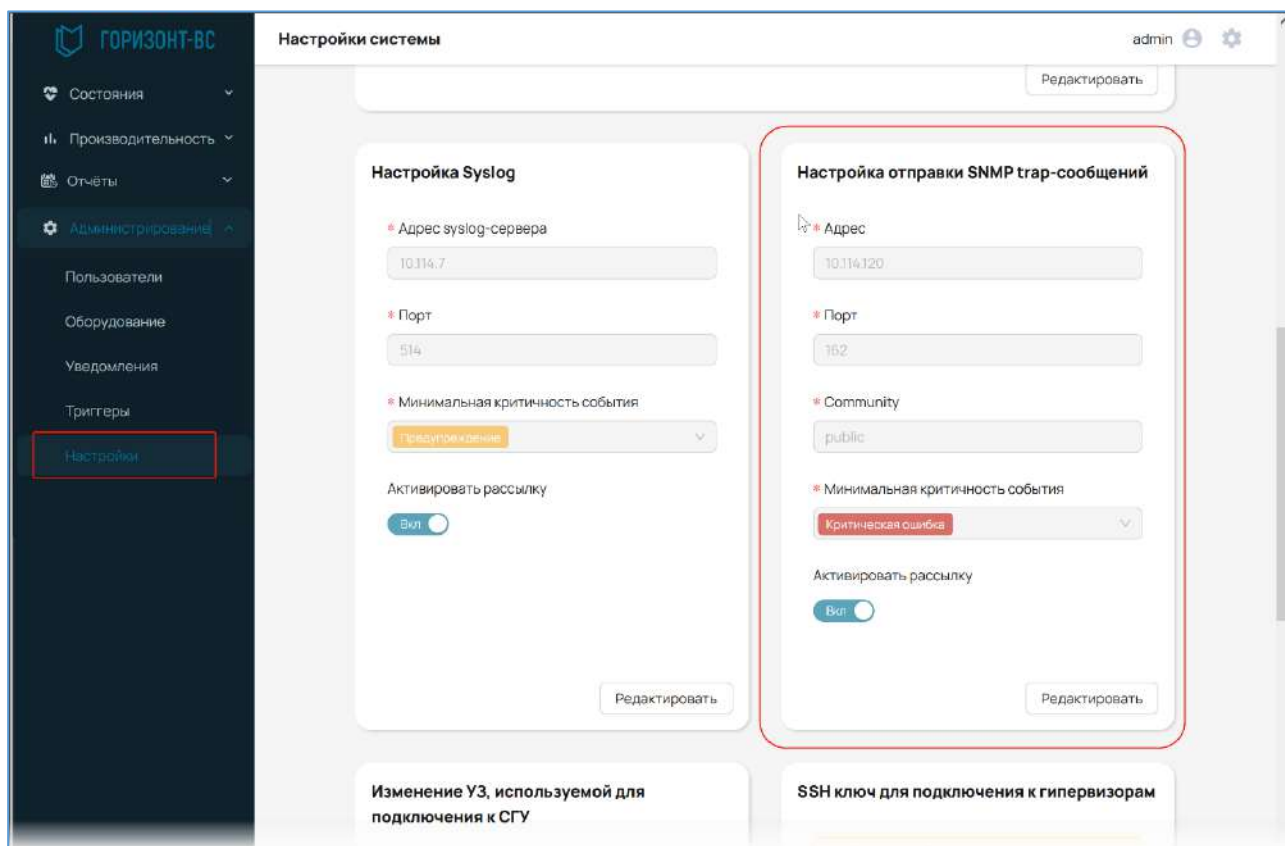 ГОРИЗОНТ-ВС
Состояния
Производительность
Отчёты
Администрирование
Пользователи
Оборудование
Уведомления
Триггеры
Настройки
Настройки системы
admin
Редактировать
Настройка Syslog
* Адрес syslog-сервера
10.114.7
* Порт
514
* Минимальная критичность события
Предупреждение
Активировать рассылку
Вкл
Редактировать
Настройка отправки SNMP trap-сообщений
* Адрес
10.114.120
* Порт
162
* Community
public
* Минимальная критичность события
Критическая ошибка
Активировать рассылку
Вкл
Редактировать
Изменение УЗ, используемой для
подключения к СГУ
SSH ключ для подключения к гипервизорам